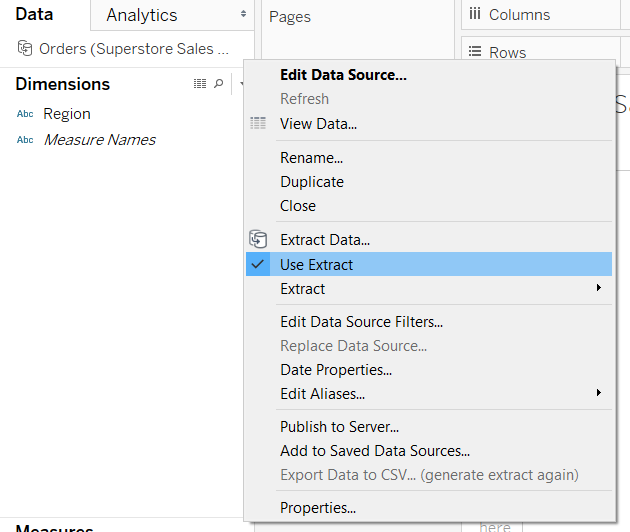 Data
Analytics
Pages
Columns
Orders (Superstore Sales ...
Rows
Dimensions
Abc Region
Abc Measure Names
Edit Data Source...
Refresh
View Data...
Rename...
Duplicate
Close
Extract Data...
Use Extract
Extract
Edit Data Source Filters...
Replace Data Source...
Date Properties...
Edit Aliases...
Publish to Server...
Add to Saved Data Sources...
Export Data to CSV... (generate extract again)
Properties...
Measures
here